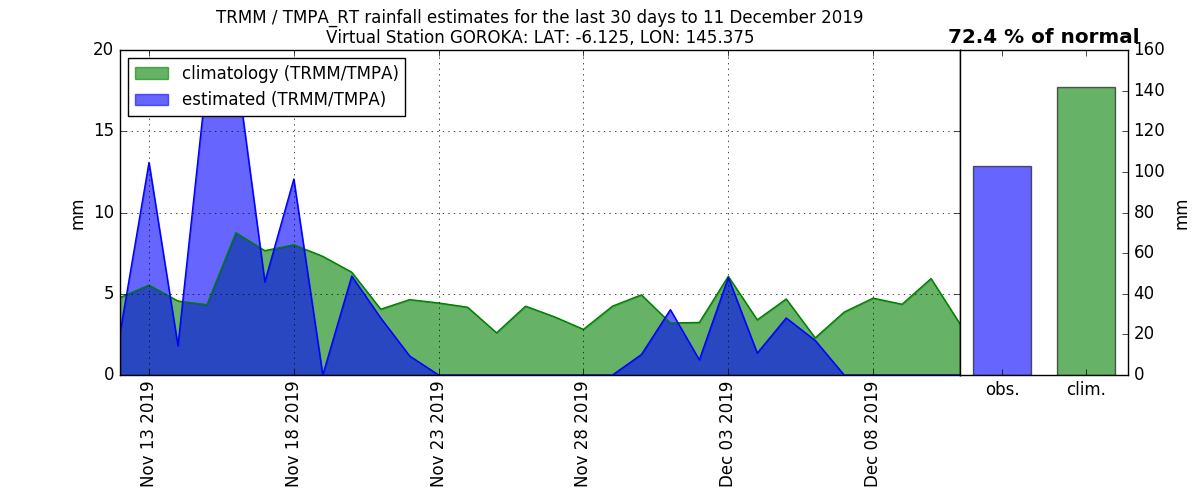 TRMM / TMPA_RT rainfall estimates for the last 30 days to 11 December 2019
Virtual Station GOROKA: LAT: -6.125, LON: 145.375
72.4 % of normal
climatology (TRMM/TMPA)
estimated (TRMM/TMPA)
20
15
10
5
0
mm
Nov 13 2019
Nov 18 2019
Nov 23 2019
Nov 28 2019
Dec 03 2019
Dec 08 2019
160
140
120
100
80
60
40
20
0
mm
obs.
clim.